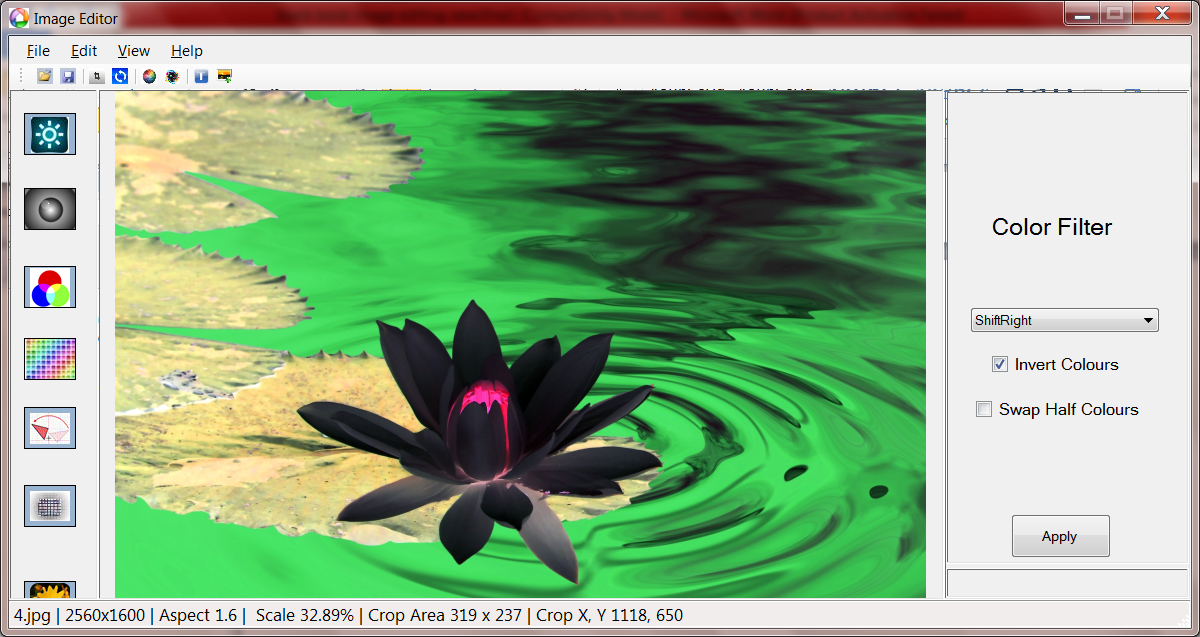 Image Editor
File Edit View Help
Color Filter
ShiftRight
Invert Colours
Swap Half Colours
Apply
4.jpg | 2560x1600 | Aspect 1.6 | Scale 32.89% | Crop Area 319 x 237 | Crop X, Y 1118, 650